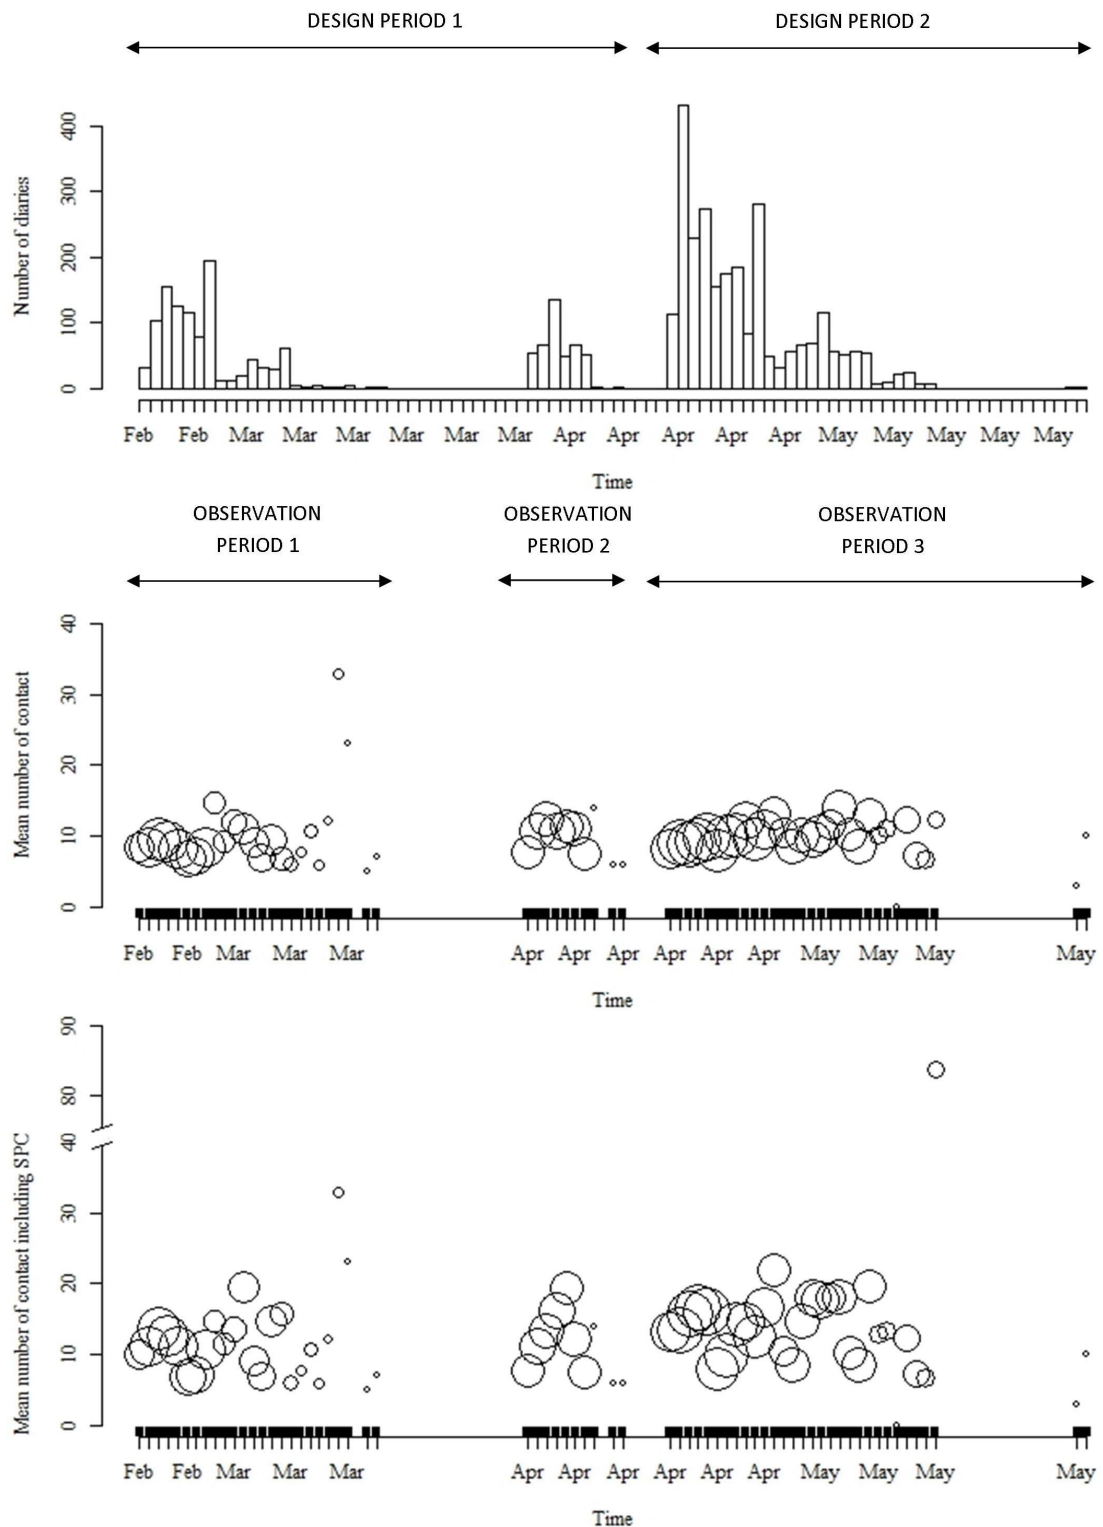 DESIGN PERIOD 1 DESIGN PERIOD 2
Number of diaries
400
300
200
100
0
Feb Feb Mar Mar Mar Mar Mar Mar Apr Apr Apr Apr Apr May May May May May
Time
OBSERVATION OBSERVATION OBSERVATION
PERIOD 1 PERIOD 2 PERIOD 3
Mean number of contact
40
30
20
10
0
Feb Feb Mar Mar Mar Apr Apr Apr Apr Apr Apr May May May May
Time
Mean number of contact including SPC
90
80
40
30
20
10
0
Feb Feb Mar Mar Mar Apr Apr Apr Apr Apr Apr May May May May
Time